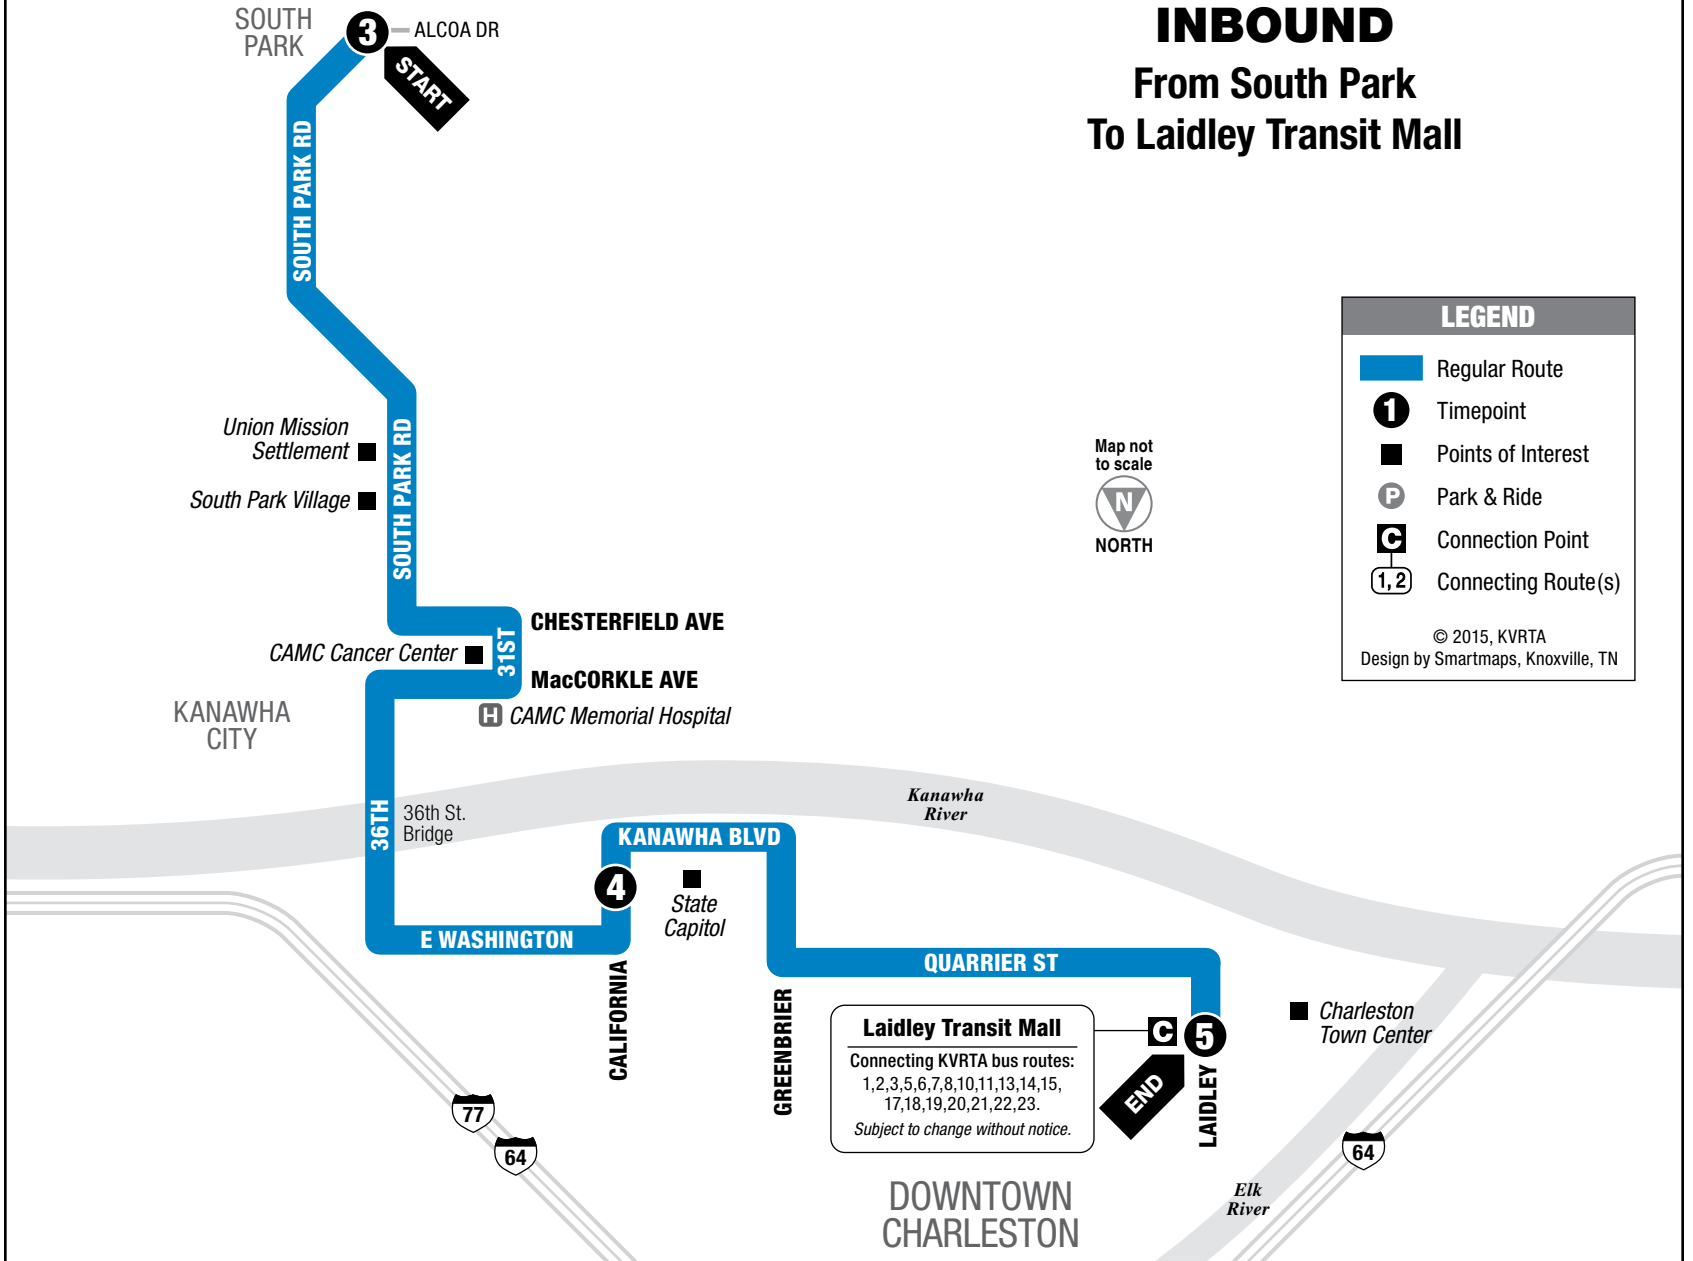 INBOUND
From South Park
To Laidley Transit Mall
SOUTH
PARK
3
ALCOA DR
START
SOUTH PARK RD
LEGEND
Regular Route
1 Timepoint
Points of Interest
P Park & Ride
C Connection Point
1,2 Connecting Route(s)
© 2015, KVRTA
Design by Smartmaps, Knoxville, TN
Union Mission
Settlement
South Park Village
SOUTH PARK RD
Map not
to scale
N
NORTH
CHESTERFIELD AVE
31ST
CAMC Cancer Center
MacCORKLE AVE
H CAMC Memorial Hospital
KANAWHA
CITY
36TH
36th St.
Bridge
Kanawha
River
KANAWHA BLVD
4
State
Capitol
E WASHINGTON
CALIFORNIA
GREENBRIER
QUARRIER ST
Laidley Transit Mall
Connecting KVRTA bus routes:
1,2,3,5,6,7,8,10,11,13,14,15,
17,18,19,20,21,22,23.
Subject to change without notice.
C
5
END
LAIDLEY
Charleston
Town Center
77
64
64
DOWNTOWN
CHARLESTON
Elk
River